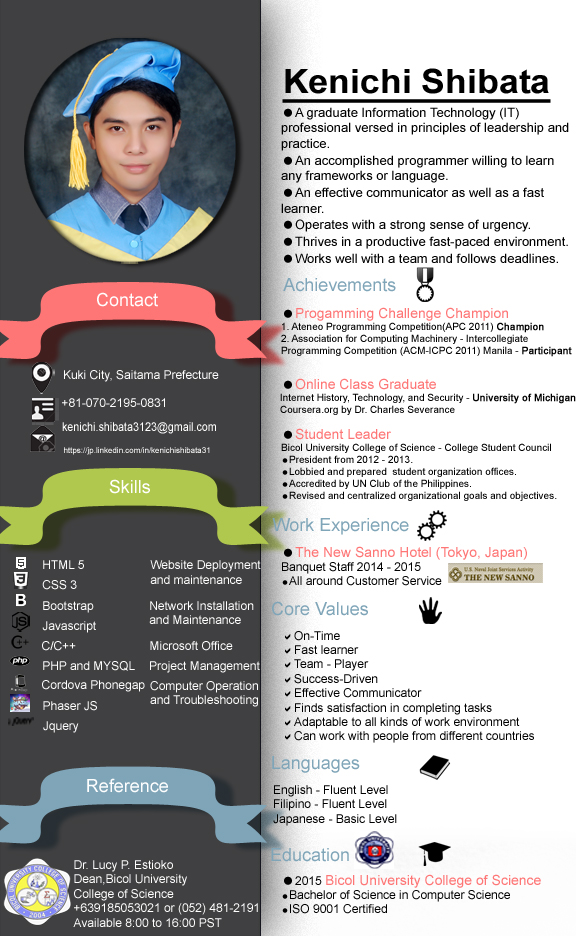 Kenichi Shibata
●A graduate Information Technology (IT)
professional versed in principles of leadership and
practice.
●An accomplished programmer willing to learn
any frameworks or language.
●An effective communicator as well as a fast
learner.
●Operates with a strong sense of urgency.
●Thrives in a productive fast-paced environment.
●Works well with a team and follows deadlines.
Achievements
●Progamming Challenge Champion
1. Ateneo Programming Competition(APC 2011) Champion
2. Association for Computing Machinery - Intercollegiate
Programming Competition (ACM-ICPC 2011) Manila - Participant
●Online Class Graduate
Internet History, Technology, and Security - University of Michigan
Coursera.org by Dr. Charles Severance
●Student Leader
Bicol University College of Science - College Student Council
●President from 2012 - 2013.
●Lobbied and prepared student organization offices.
●Accredited by UN Club of the Philippines.
●Revised and centralized organizational goals and objectives.
Work Experience
●The New Sanno Hotel (Tokyo, Japan)
Banquet Staff 2014 - 2015
●All around Customer Service
U.S. Naval Joint Services Activity
THE NEW SANNO
Core Values
✓On-Time
✓Fast learner
✓Team - Player
✓Success-Driven
✓Effective Communicator
✓Finds satisfaction in completing tasks
✓Adaptable to all kinds of work environment
✓Can work with people from different countries
Languages
English - Fluent Level
Filipino - Fluent Level
Japanese - Basic Level
Education
●2015 Bicol University College of Science
●Bachelor of Science in Computer Science
●ISO 9001 Certified
Contact
Kuki City, Saitama Prefecture
+81-070-2195-0831
kenichi.shibata3123@gmail.com
https://jp.linkedin.com/in/kenichishibata31
Skills
HTML 5
CSS 3
B
Bootstrap
JS
Javascript
C++
C/C++
php
PHP and MYSQL
Cordova Phonegap
Phaser JS
jQuery
Jquery
Website Deployment
and maintenance
Network Installation
and Maintenance
Microsoft Office
Project Management
Computer Operation
and Troubleshooting
Reference
Dr. Lucy P. Estioko
Dean,Bicol University
College of Science
+639185053021 or (052) 481-2191
Available 8:00 to 16:00 PST
2004